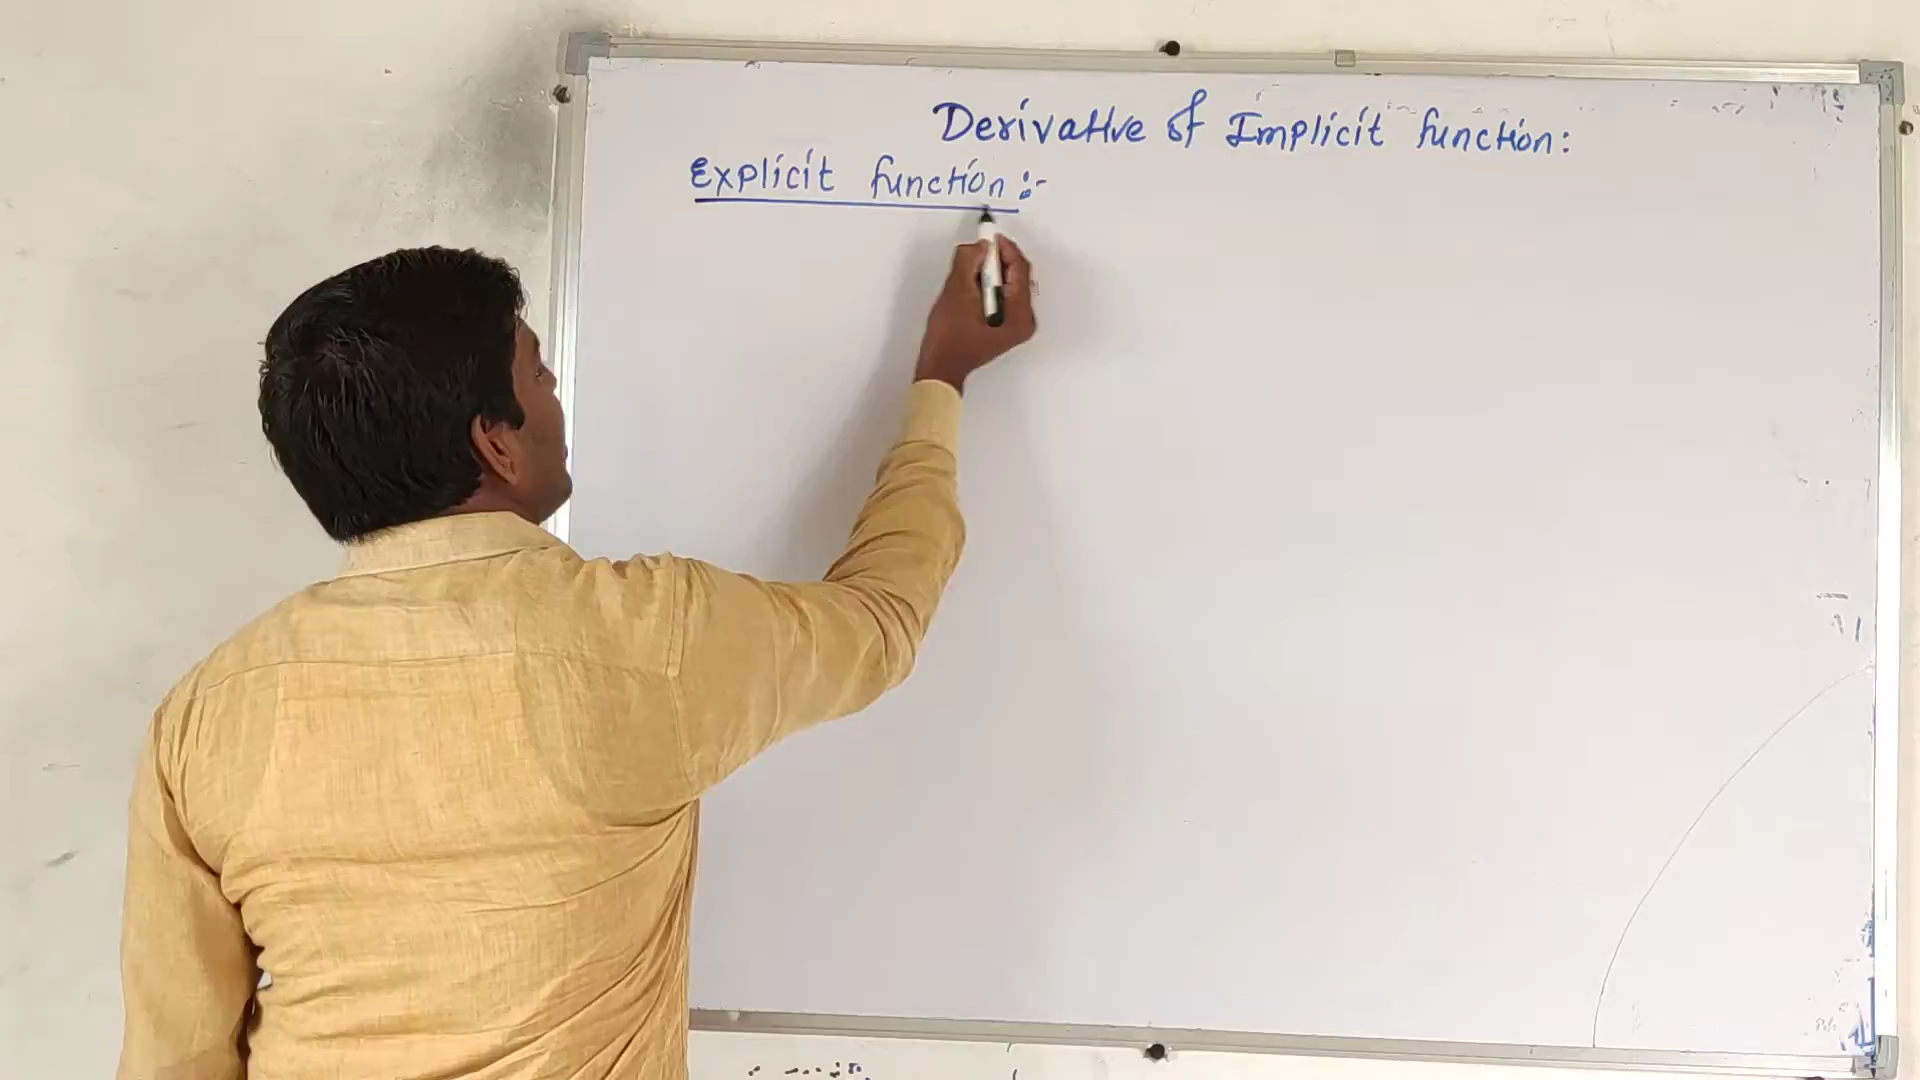 Derivative of Implicit function:
Explicit function :-